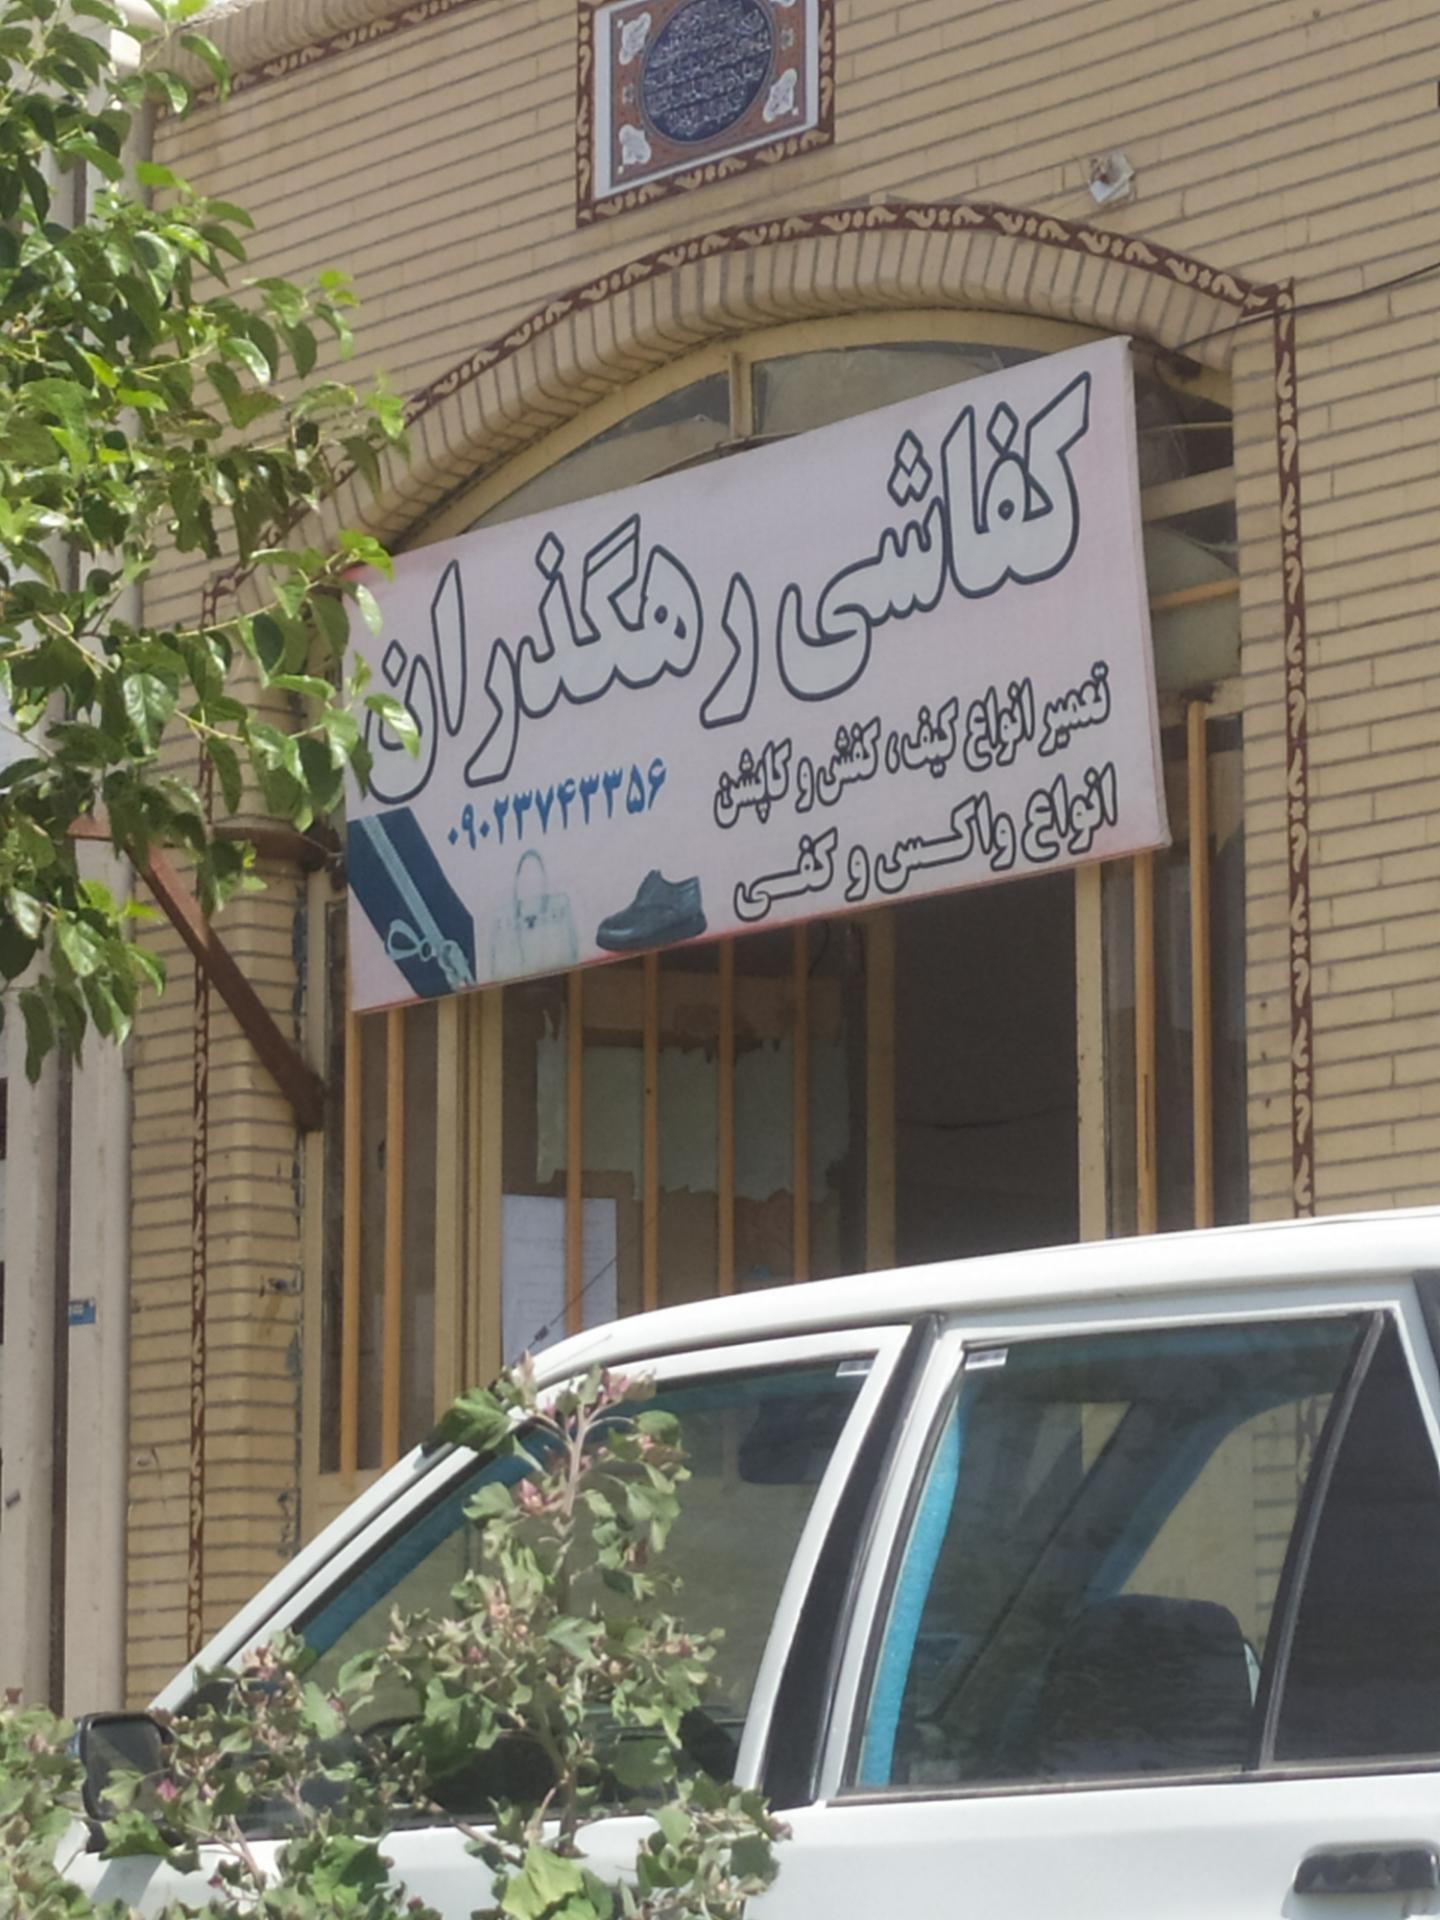 کفاشی رهگذران
تعمیر انواع کیف، کفش و کاپشن
انواع واکس و کفی
۰۹۰۲۳۷۴۳۳۵۶